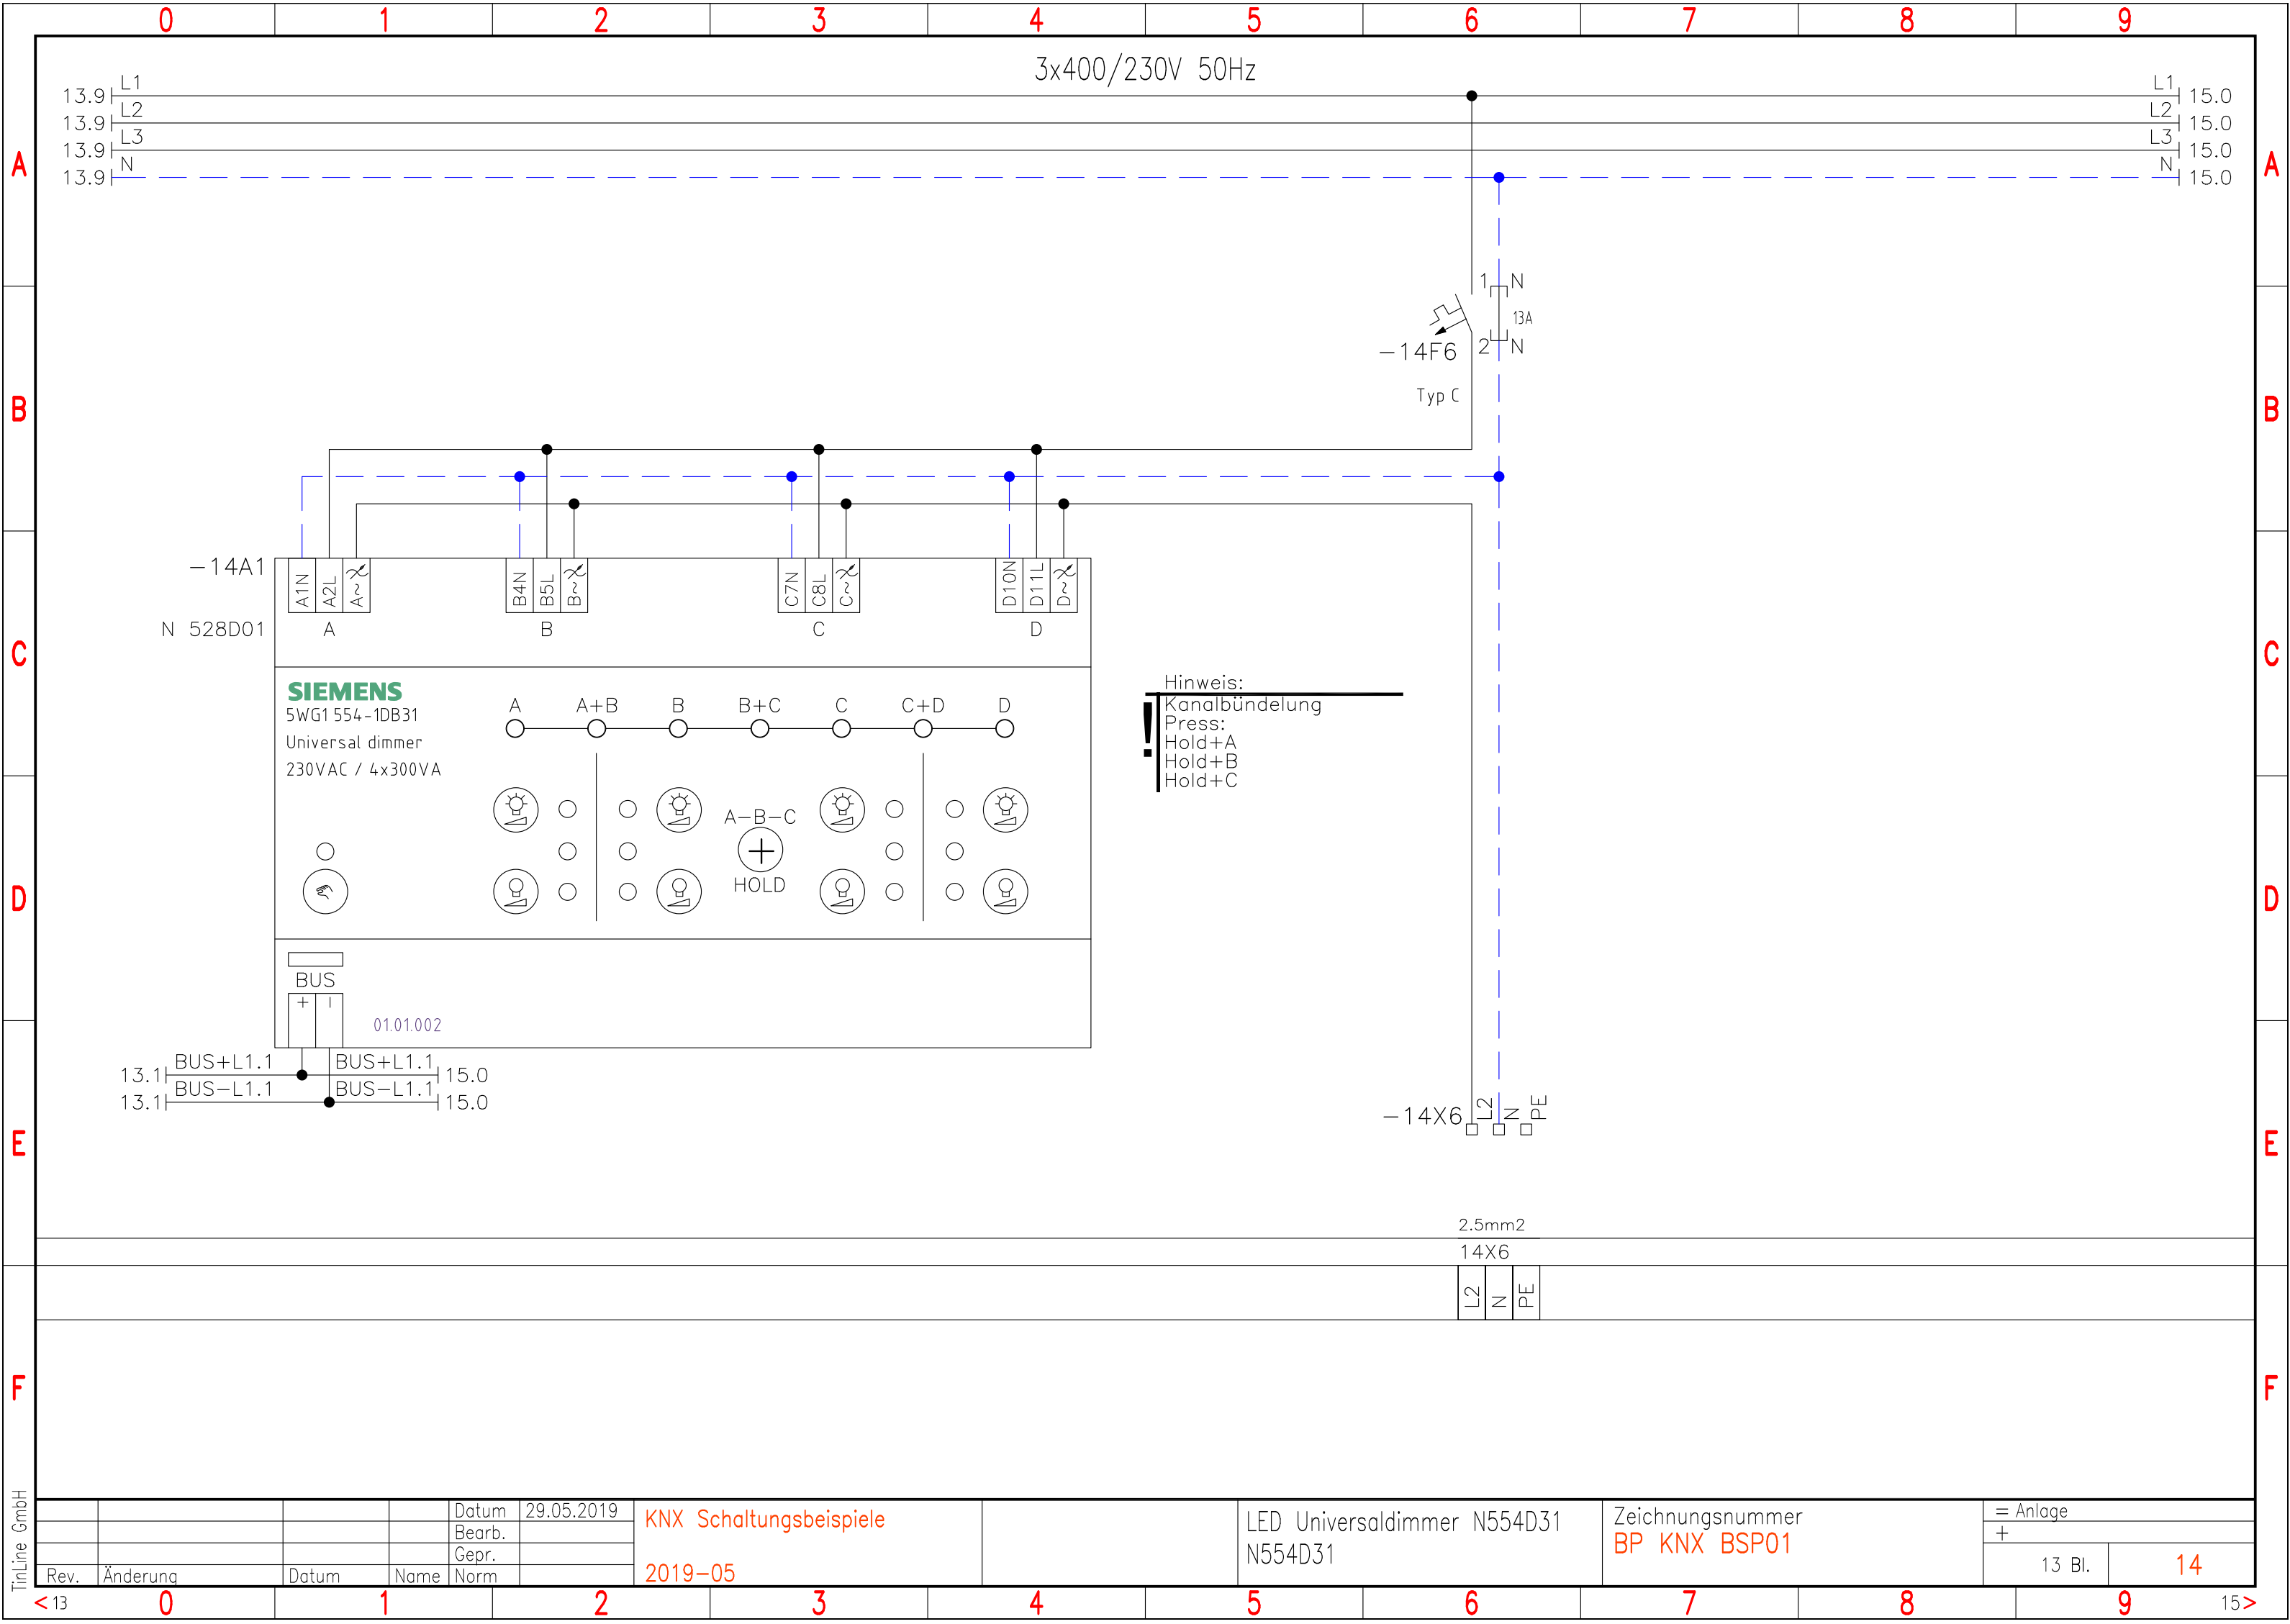 0 1 2 3 4 5 6 7 8 9
3x400/230V 50Hz
13.9 L1 L1 15.0
13.9 L2 L2 15.0
13.9 L3 L3 15.0
13.9 N N 15.0
A A
1 N
13A
-14F6 2 N
Typ C
B B
-14A1
A1N A2L A~ B4N B5L B~ C7N C8L C~ D10N D11L D~
N 528D01 A B C D
C C
SIEMENS
5WG1 554-1DB31
Universal dimmer
230VAC / 4x300VA
A A+B B B+C C C+D D
Hinweis:
Kanalbündelung
!
Press:
Hold+A
Hold+B
Hold+C
A-B-C
HOLD
D D
BUS
+ -
01.01.002
13.1 BUS+L1.1 BUS+L1.1 15.0
13.1 BUS-L1.1 BUS-L1.1 15.0
-14X6 L2 N PE
E E
2.5mm2
14X6
L2 N PE
F F
TinLine GmbH
Datum 29.05.2019
Bearb.
Gepr.
Rev. Änderung Datum Name Norm
KNX Schaltungsbeispiele
2019-05
LED Universaldimmer N554D31
N554D31
Zeichnungsnummer
BP KNX BSP01
= Anlage
+
13 Bl. 14
<13 0 1 2 3 4 5 6 7 8 9 15>